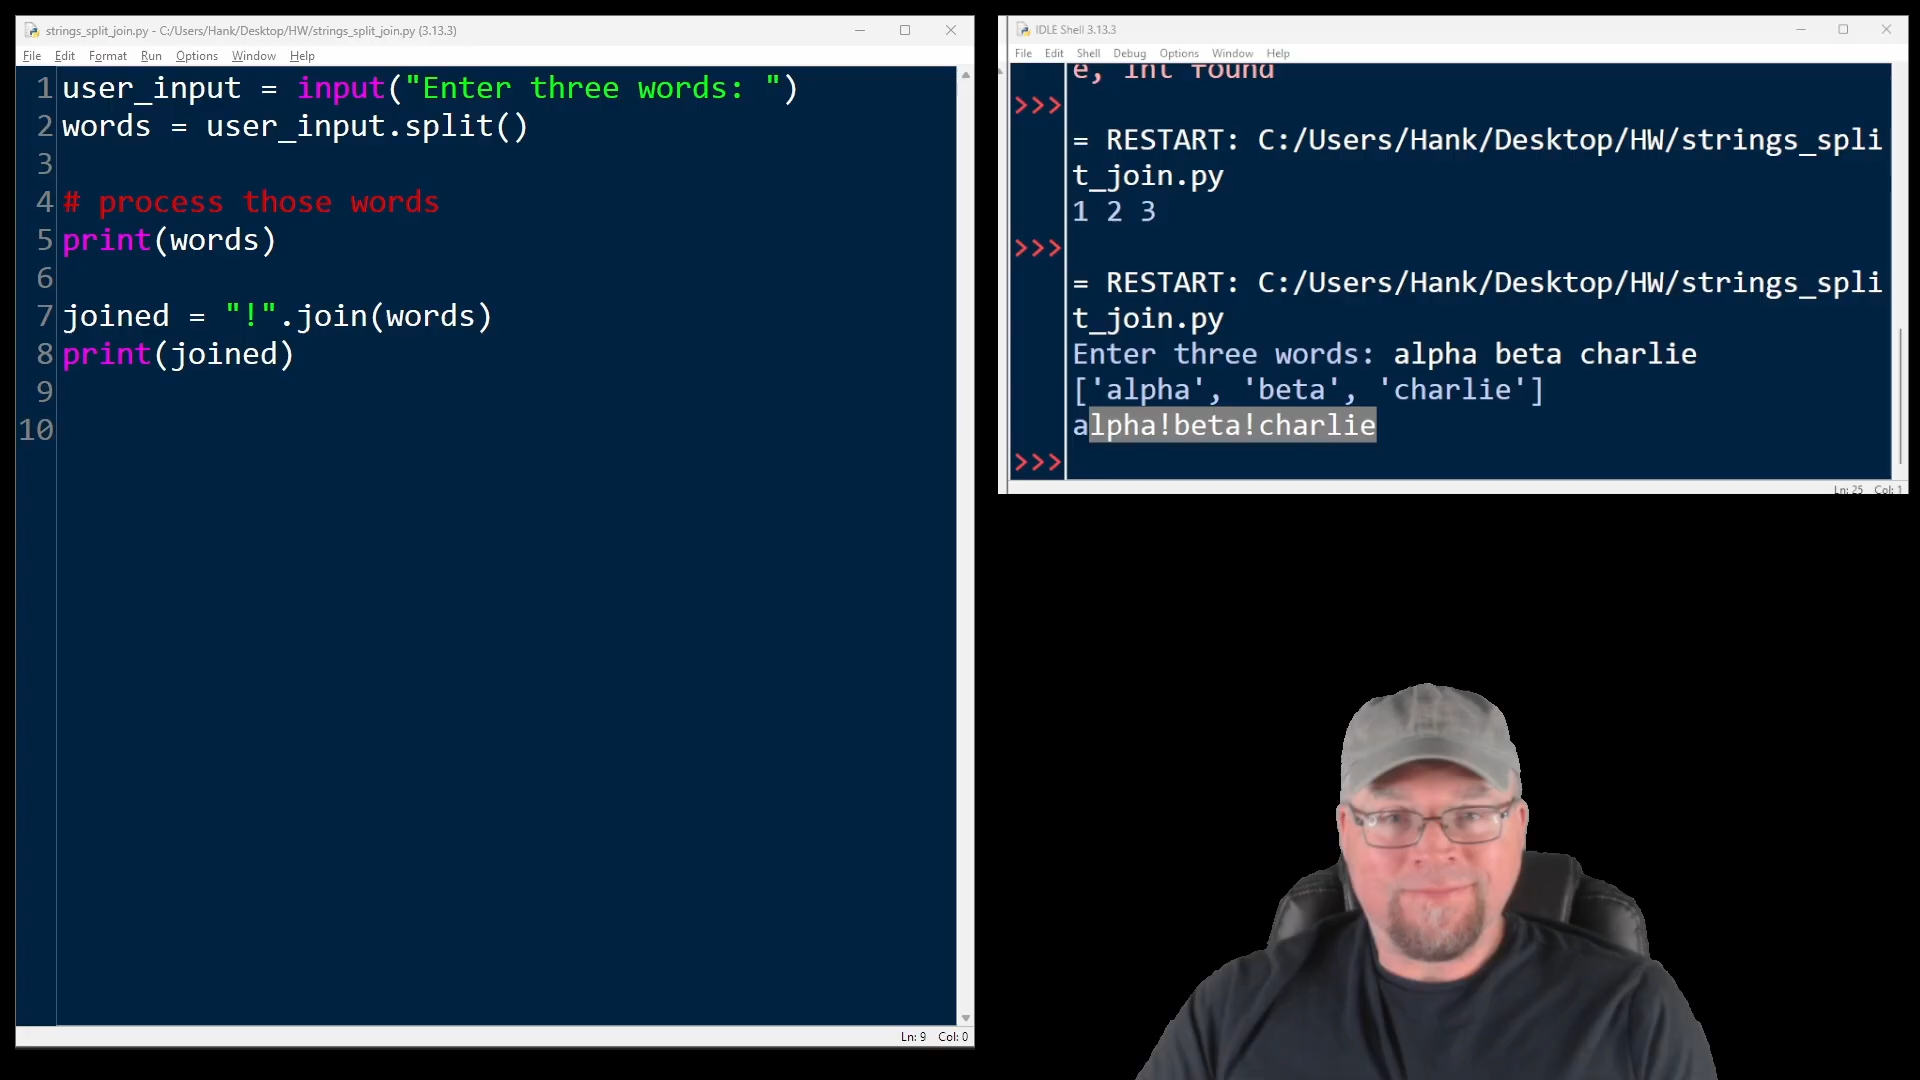 strings_split_join.py - C:/Users/Hank/Desktop/HW/strings_split_join.py (3.13.3)
File Edit Format Run Options Window Help
1 user_input = input("Enter three words: ")
2 words = user_input.split()
3
4 # process those words
5 print(words)
6
7 joined = "!".join(words)
8 print(joined)
9
10
Ln: 9 Col: 0
IDLE Shell 3.13.3
File Edit Shell Debug Options Window Help
e, int found
>>>
= RESTART: C:/Users/Hank/Desktop/HW/strings_spli
t_join.py
1 2 3
>>>
= RESTART: C:/Users/Hank/Desktop/HW/strings_spli
t_join.py
Enter three words: alpha beta charlie
['alpha', 'beta', 'charlie']
alpha!beta!charlie
>>>
Ln: 25 Col: 1